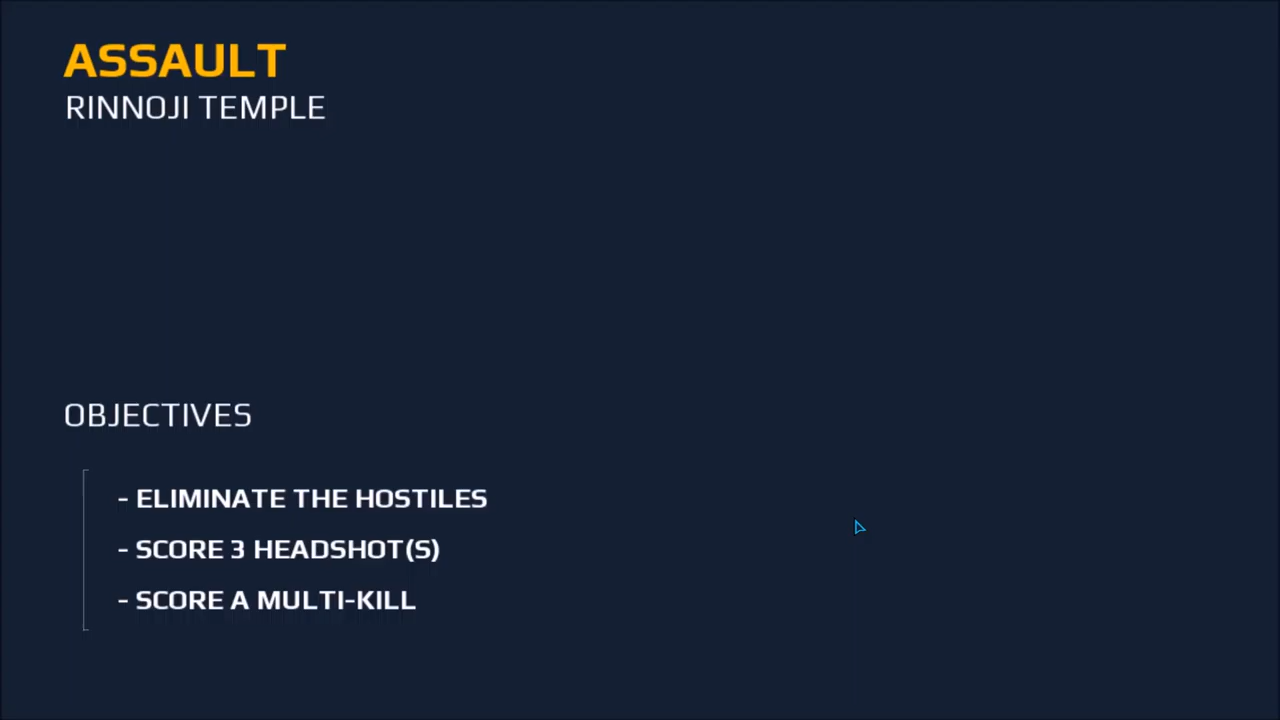 ASSAULT
RINNOJI TEMPLE
OBJECTIVES
- ELIMINATE THE HOSTILES
- SCORE 3 HEADSHOT(S)
- SCORE A MULTI-KILL